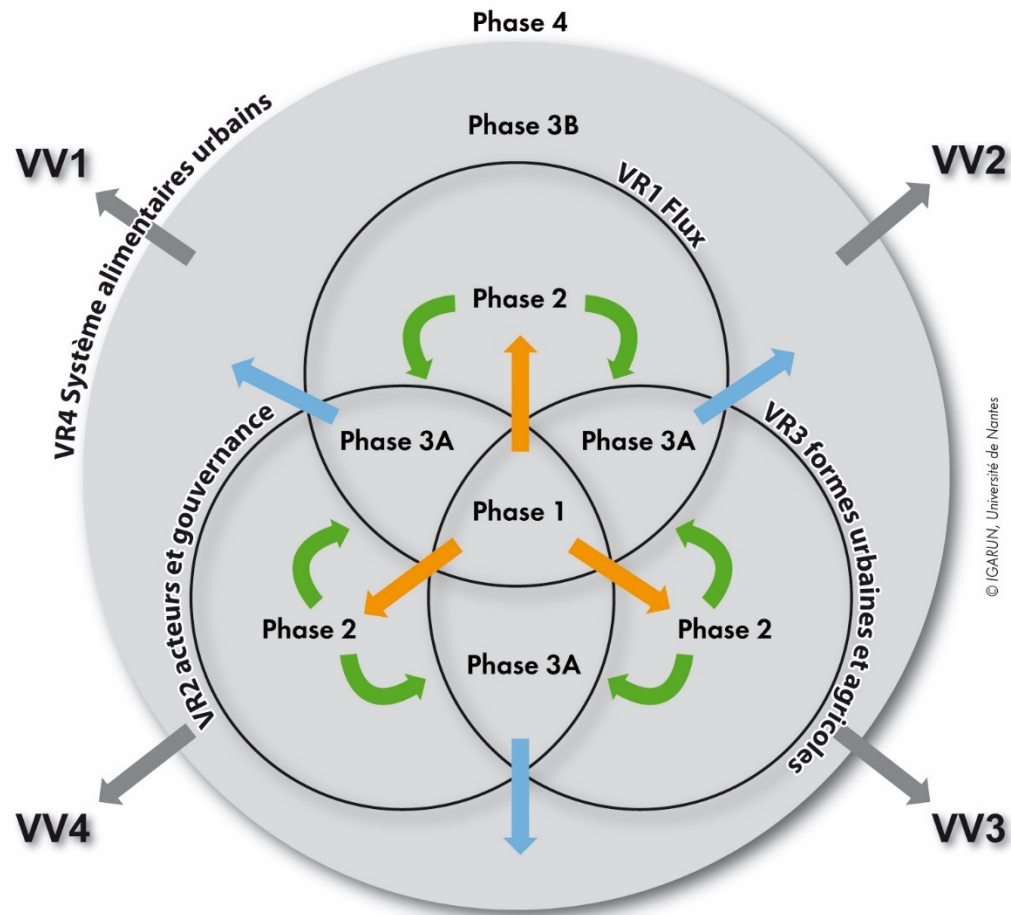 Phase 4
Phase 3B
VV1
VV2
VR4 Système alimentaires urbains
VR1 Flux
Phase 2
Phase 3A
Phase 3A
VR2 acteurs et gouvernance
VR3 formes urbaines et agricoles
Phase 1
Phase 2
Phase 2
Phase 3A
VV4
VV3
© IGARUN, Université de Nantes